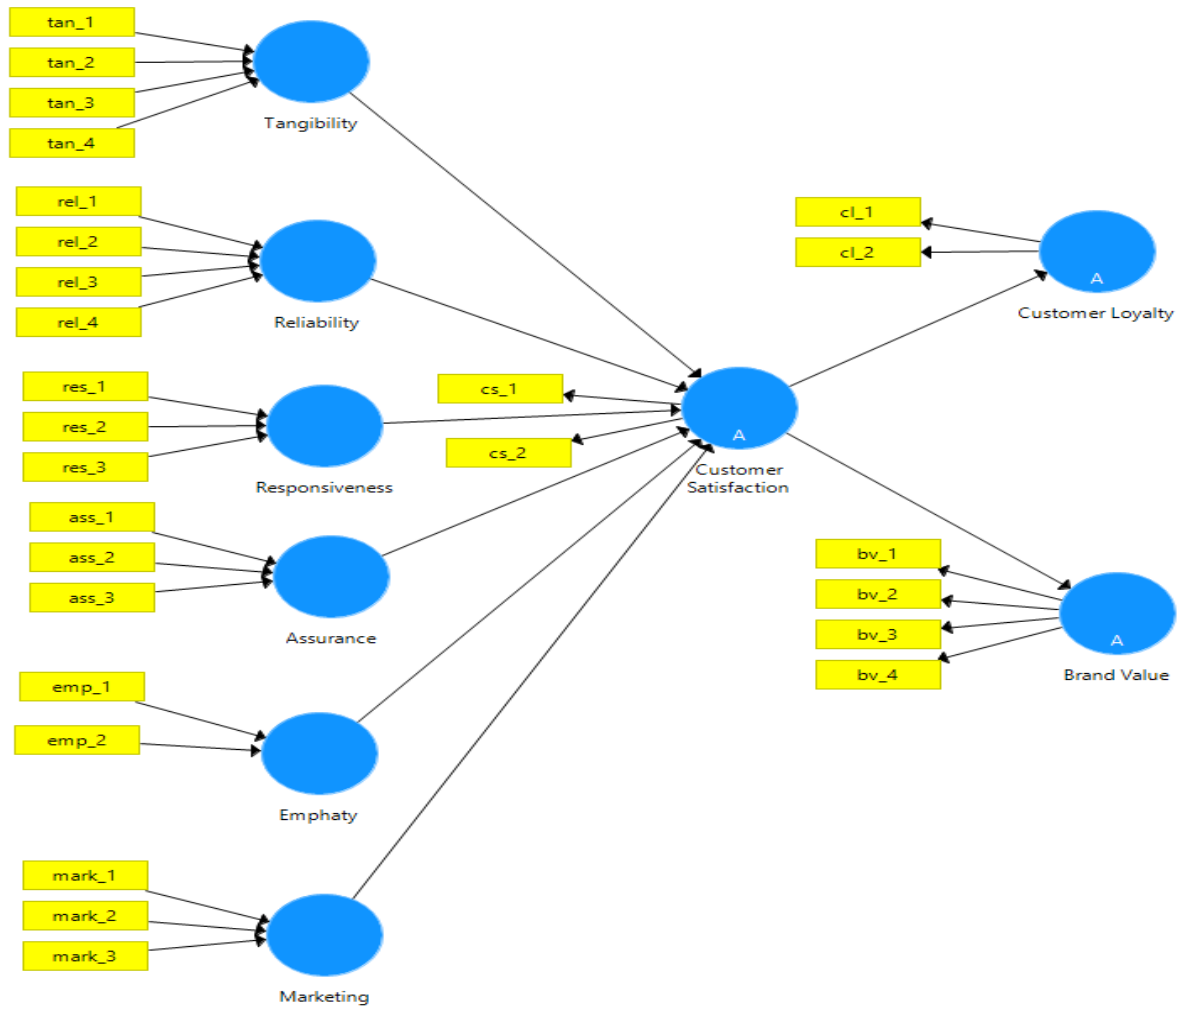 tan_1
tan_2
tan_3
tan_4
Tangibility
rel_1
rel_2
rel_3
rel_4
Reliability
res_1
res_2
res_3
Responsiveness
ass_1
ass_2
ass_3
Assurance
emp_1
emp_2
Emphaty
mark_1
mark_2
mark_3
Marketing
cs_1
cs_2
A
Customer
Satisfaction
cl_1
cl_2
A
Customer Loyalty
bv_1
bv_2
bv_3
bv_4
A
Brand Value